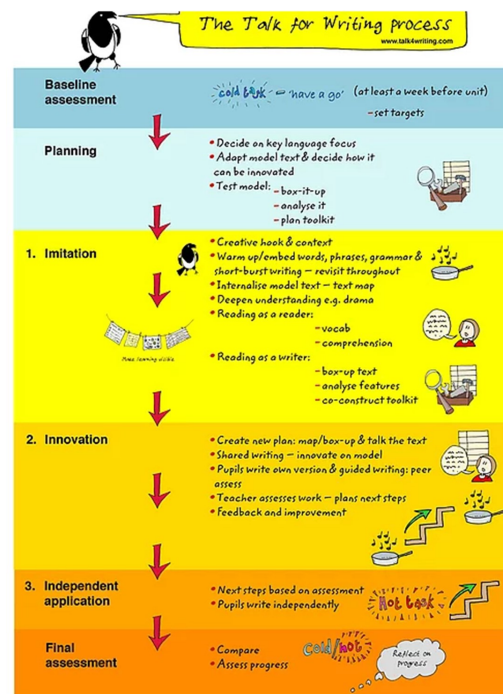 The Talk for Writing process
www.talk4writing.com
Baseline
assessment
cold task – 'have a go' (at least a week before unit)
– set targets
Planning
• Decide on key language focus
• Adapt model text & decide how it
can be innovated
• Test model:
– box-it-up
– analyse it
– plan toolkit
1. Imitation
• Creative hook & context
• Warm up/embed words, phrases, grammar &
short-burst writing – revisit throughout
• Internalise model text – text map
• Deepen understanding e.g. drama
• Reading as a reader:
– vocab
– comprehension
• Reading as a writer:
– box-up text
– analyse features
– co-construct toolkit
Make learning visible
2. Innovation
• Create new plan: map/box-up & talk the text
• Shared writing – innovate on model
• Pupils write own version & guided writing: peer
assess
• Teacher assesses work – plans next steps
• Feedback and improvement
3. Independent
application
• Next steps based on assessment
• Pupils write independently
Hot task
Final
assessment
• Compare
• Assess progress
Cold/hot
Reflect on
progress